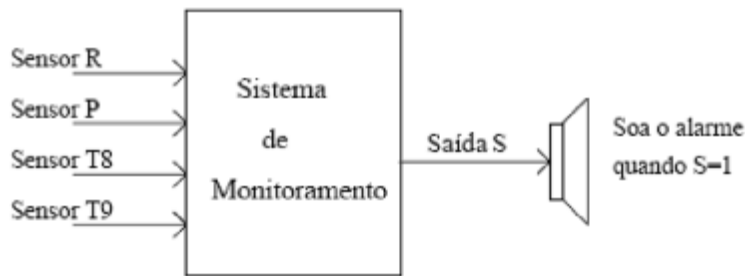 Sensor R
Sensor P
Sensor T8
Sensor T9
Sistema
de
Monitoramento
Saída S
Soa o alarme
quando S=1